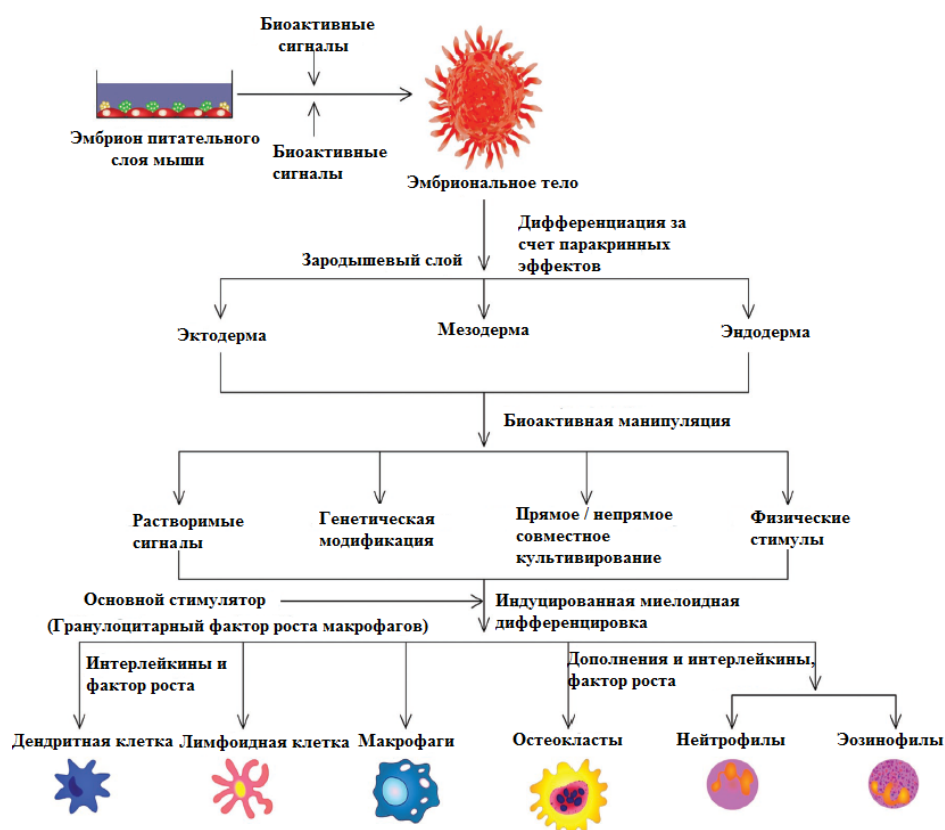 Биоактивные
сигналы
Эмбрион питательного
слоя мыши
Биоактивные
сигналы
Эмбриональное тело
Дифференциация за
счет паракринных
эффектов
Зародышевый слой
Эктодерма
Мезодерма
Эндодерма
Биоактивная манипуляция
Растворимые
сигналы
Генетическая
модификация
Прямое / непрямое
совместное
культивирование
Физические
стимулы
Основной стимулятор
(Гранулоцитарный фактор роста макрофагов)
Индуцированная миелоидная
дифференцировка
Интерлейкины и
фактор роста
Дополнения и интерлейкины,
фактор роста
Дендритная клетка
Лимфоидная клетка
Макрофаги
Остеокласты
Нейтрофилы
Эозинофилы